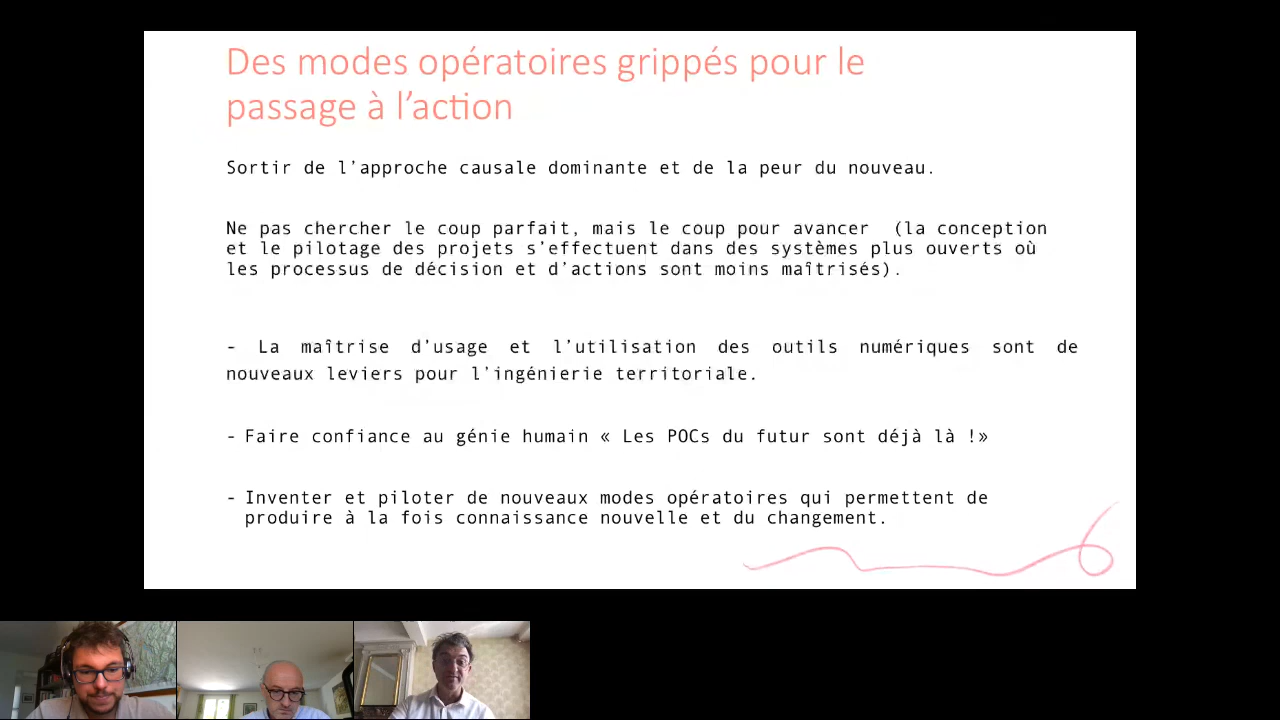 Des modes opératoires grippés pour le
passage à l’action
Sortir de l’approche causale dominante et de la peur du nouveau.
Ne pas chercher le coup parfait, mais le coup pour avancer (la conception
et le pilotage des projets s’effectuent dans des systèmes plus ouverts où
les processus de décision et d’actions sont moins maîtrisés).
- La maîtrise d’usage et l’utilisation des outils numériques sont de
nouveaux leviers pour l’ingénierie territoriale.
- Faire confiance au génie humain « Les POCs du futur sont déjà là !»
- Inventer et piloter de nouveaux modes opératoires qui permettent de
produire à la fois connaissance nouvelle et du changement.